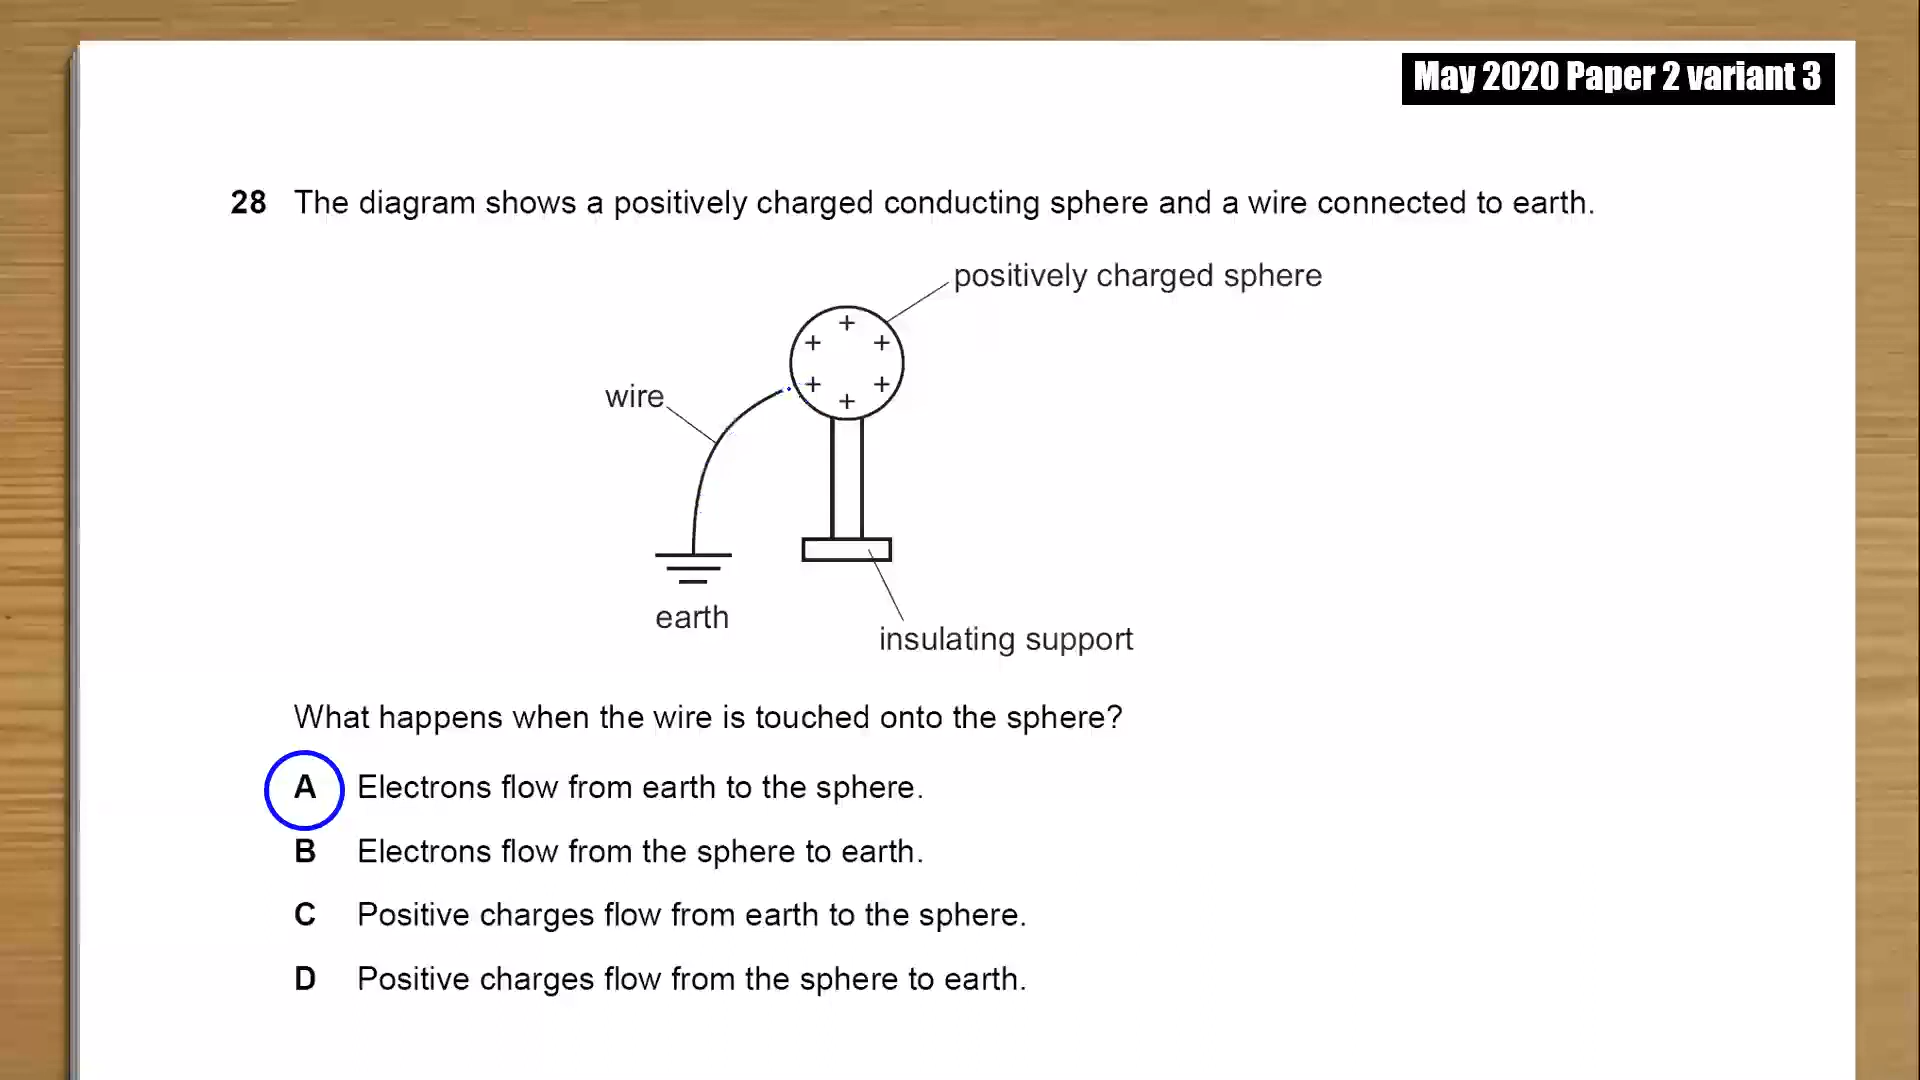 May 2020 Paper 2 variant 3
28 The diagram shows a positively charged conducting sphere and a wire connected to earth.
positively charged sphere
+
+ +
wire
+ +
+
earth
insulating support
What happens when the wire is touched onto the sphere?
A Electrons flow from earth to the sphere.
B Electrons flow from the sphere to earth.
C Positive charges flow from earth to the sphere.
D Positive charges flow from the sphere to earth.